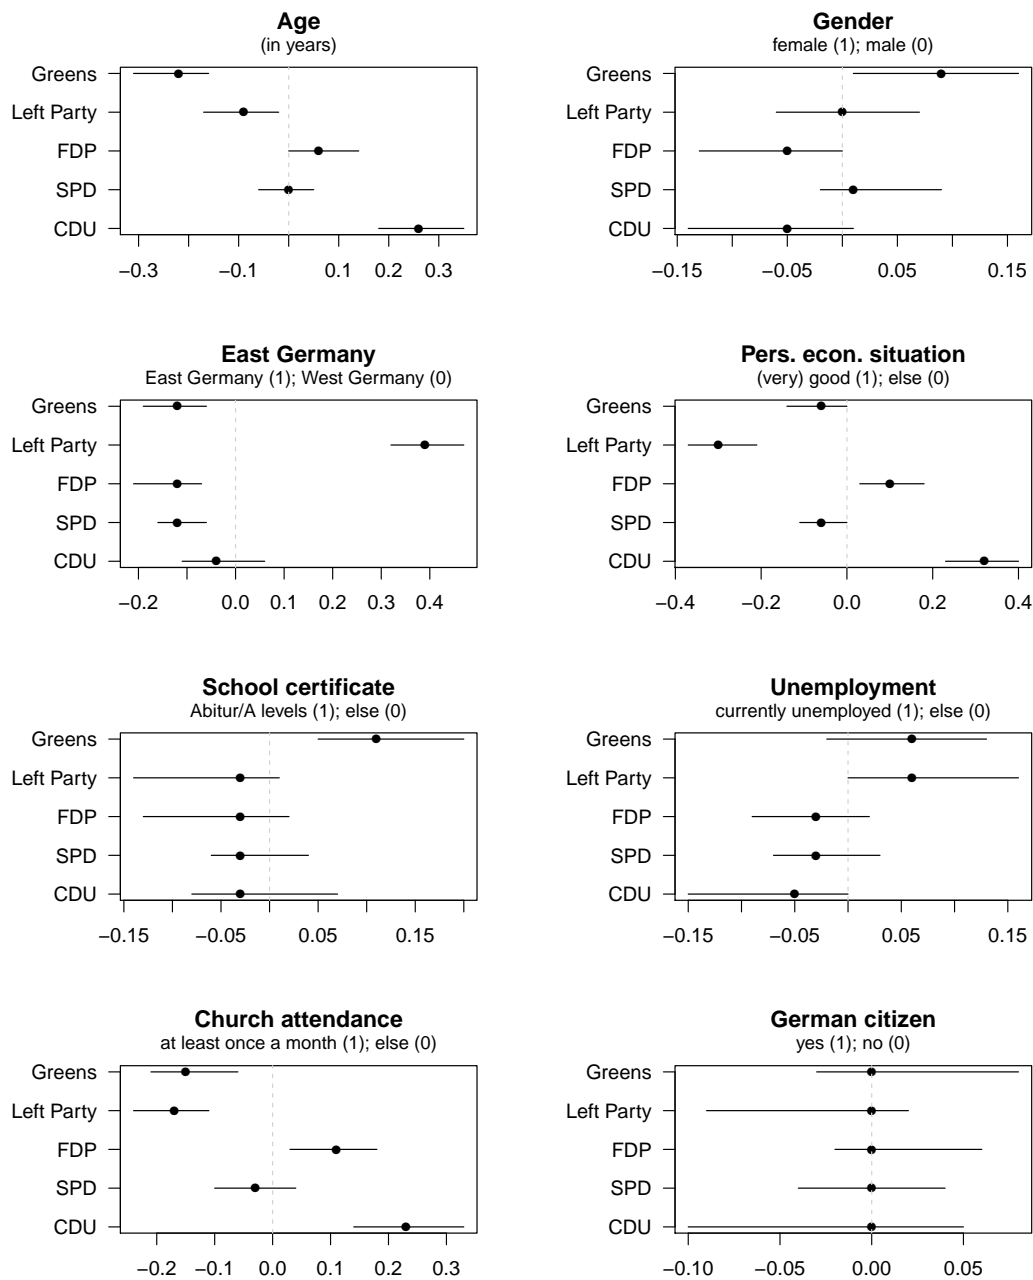 Age
(in years)
Greens
Left Party
FDP
SPD
CDU
−0.3 −0.1 0.1 0.3
Gender
female (1); male (0)
Greens
Left Party
FDP
SPD
CDU
−0.15 −0.05 0.05 0.15
East Germany
East Germany (1); West Germany (0)
Greens
Left Party
FDP
SPD
CDU
−0.2 0.0 0.1 0.2 0.3 0.4
Pers. econ. situation
(very) good (1); else (0)
Greens
Left Party
FDP
SPD
CDU
−0.4 −0.2 0.0 0.2 0.4
School certificate
Abitur/A levels (1); else (0)
Greens
Left Party
FDP
SPD
CDU
−0.15 −0.05 0.05 0.15
Unemployment
currently unemployed (1); else (0)
Greens
Left Party
FDP
SPD
CDU
−0.15 −0.05 0.05 0.15
Church attendance
at least once a month (1); else (0)
Greens
Left Party
FDP
SPD
CDU
−0.2 −0.1 0.0 0.1 0.2 0.3
German citizen
yes (1); no (0)
Greens
Left Party
FDP
SPD
CDU
−0.10 −0.05 0.00 0.05